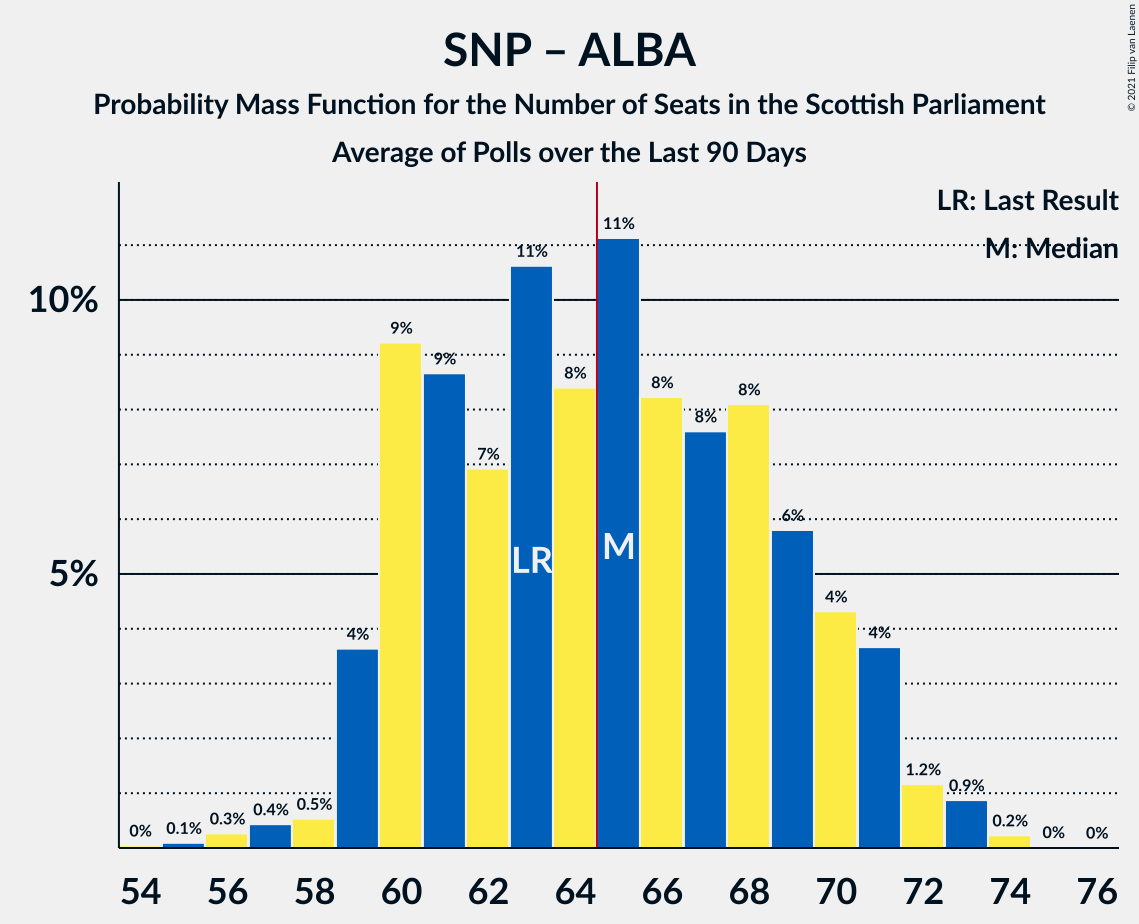 SNP – ALBA
Probability Mass Function for the Number of Seats in the Scottish Parliament
Average of Polls over the Last 90 Days
© 2021 Filip van Laenen
LR: Last Result
M: Median
10%
5%
0%
0.1%
0.3%
0.4%
0.5%
4%
9%
9%
7%
11%
8%
11%
8%
8%
8%
6%
4%
4%
1.2%
0.9%
0.2%
0%
0%
LR
M
54 56 58 60 62 64 66 68 70 72 74 76